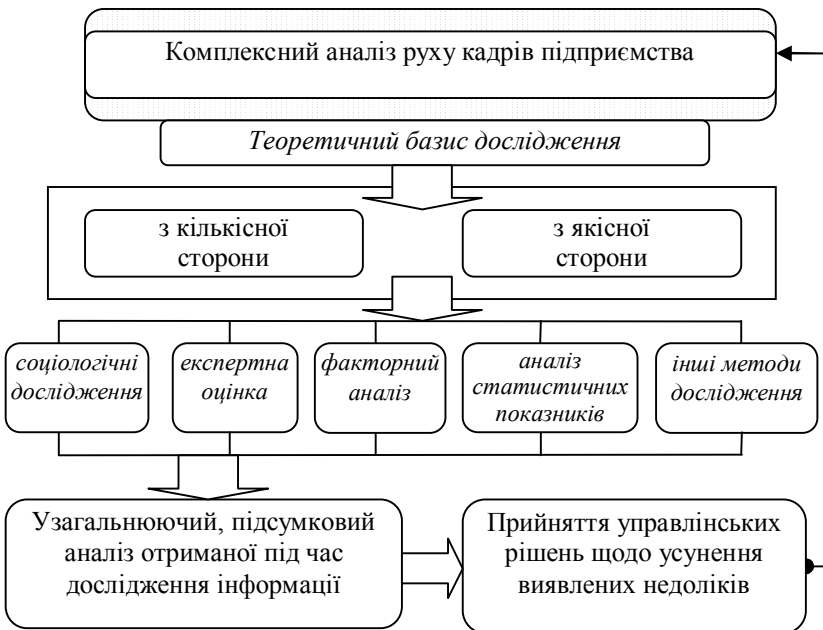 Комплексний аналіз руху кадрів підприємства
Теоретичний базис дослідження
з кількісної
сторони
з якісної
сторони
соціологічні
дослідження
експертна
оцінка
факторний
аналіз
аналіз
статистичних
показників
інші методи
дослідження
Узагальнюючий, підсумковий
аналіз отриманої під час
дослідження інформації
Прийняття управлінських
рішень щодо усунення
виявлених недоліків